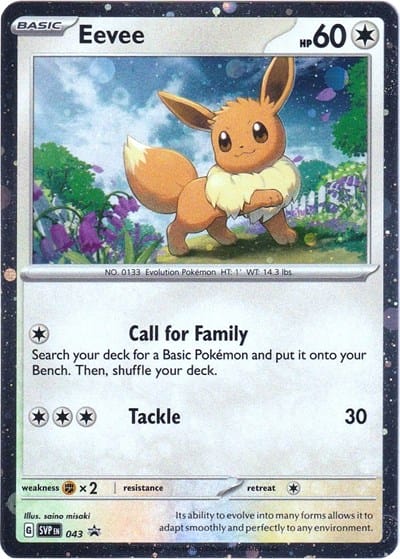 BASIC
Eevee
HP 60
NO. 0133 Evolution Pokémon HT: 1' WT: 14.3 lbs.
Call for Family
Search your deck for a Basic Pokémon and put it onto your
Bench. Then, shuffle your deck.
Tackle 30
weakness ×2 resistance retreat
Illus. saino misaki
G SVP EN 043
Its ability to evolve into many forms allows it to
adapt smoothly and perfectly to any environment.